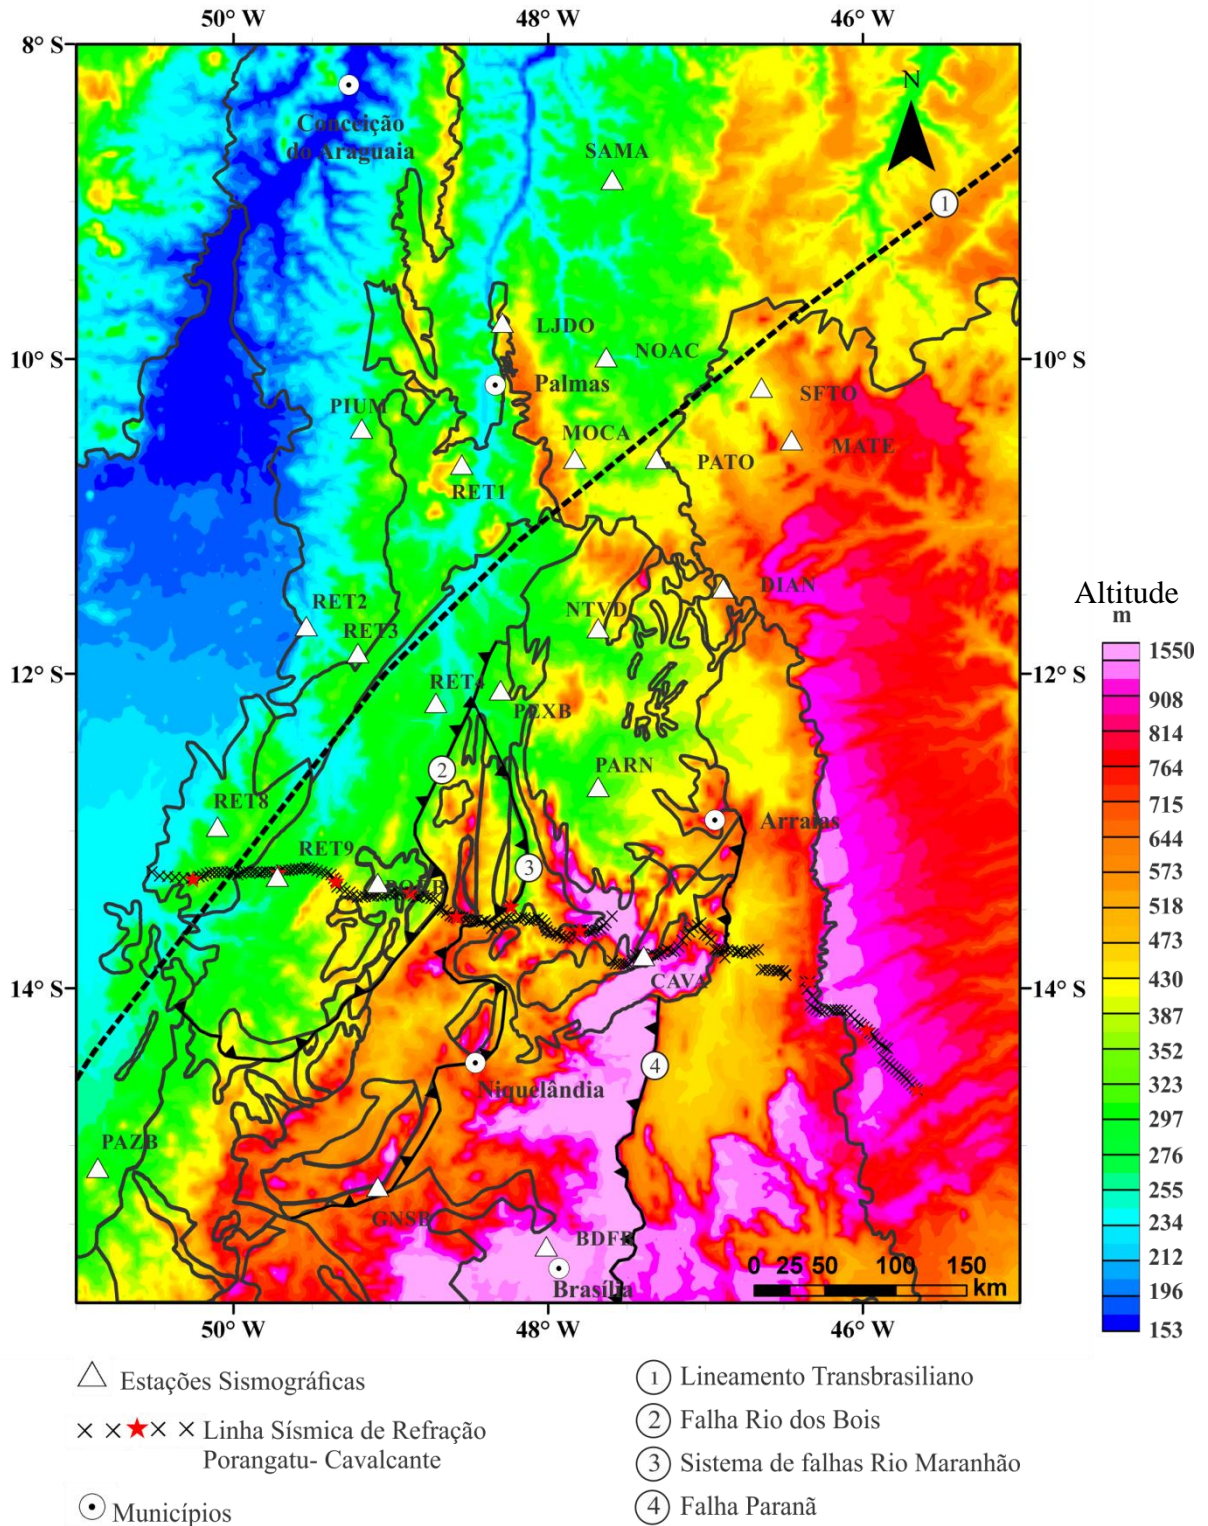 50° W
48° W
46° W
8° S
N
Conceição
do Araguaia
SAMA
1
LJDO
10° S
NOAC
10° S
Palmas
SFTO
PIUM
MOCA
MATE
PATO
RET1
DIAN
Altitude
m
RET2
NTVD
RET3
1550
12° S
RET4
12° S
908
PEXB
814
2
PARN
764
RET8
Arraias
715
RET9
3
644
573
518
473
14° S
CAVA
14° S
430
387
4
Niquelândia
352
323
297
PAZB
276
255
GNSB
234
BDFB
212
0 25 50 100 150
km
Brasília
196
153
50° W
48° W
46° W
Estações Sismográficas
Linha Sísmica de Refração
Porangatu- Cavalcante
Municípios
1 Lineamento Transbrasiliano
2 Falha Rio dos Bois
3 Sistema de falhas Rio Maranhão
4 Falha Paranã